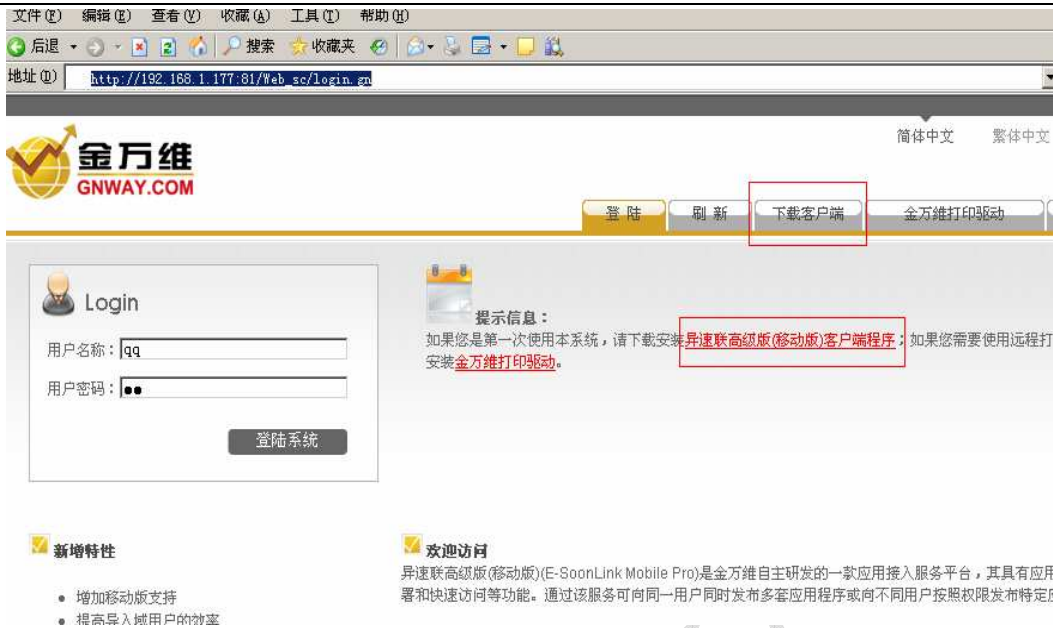 文件(F) 编辑(E) 查看(V) 收藏(A) 工具(T) 帮助(H)
后退 搜索 收藏夹
地址(D) http://192.168.1.177:81/Web_sc/login.gn
简体中文 繁体中文
金万维
GNWAY.COM
登 陆 刷 新 下载客户端 金万维打印驱动
Login
用户名称：qq
用户密码：●●
登陆系统
提示信息：
如果您是第一次使用本系统，请下载安装异速联高级版(移动版)客户端程序；如果您需要使用远程打
安装金万维打印驱动。
新增特性
增加移动版支持
提高导入域用户的效率
欢迎访问
异速联高级版(移动版)(E-SoonLink Mobile Pro)是金万维自主研发的一款应用接入服务平台，其具有应用
署和快速访问等功能。通过该服务可向同一用户同时发布多套应用程序或向不同用户按照权限发布特定应